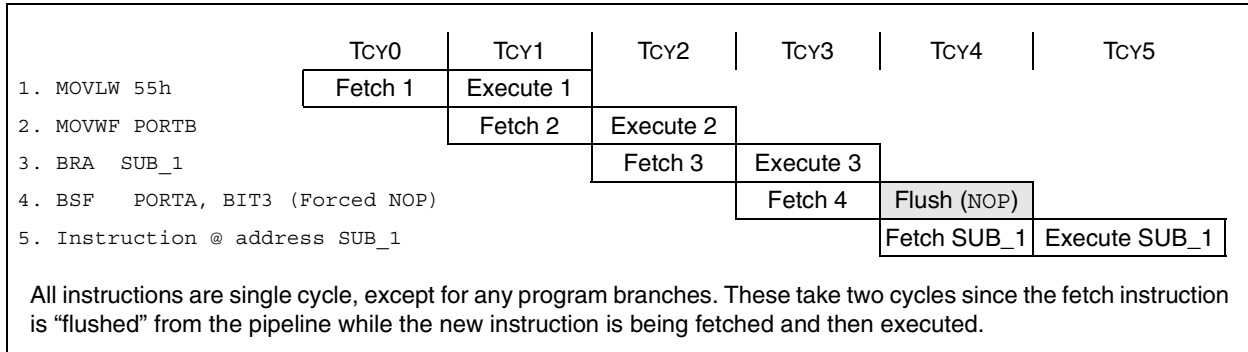 TCY0 TCY1 TCY2 TCY3 TCY4 TCY5
1. MOVLW 55h Fetch 1 Execute 1
2. MOVWF PORTB Fetch 2 Execute 2
3. BRA SUB_1 Fetch 3 Execute 3
4. BSF PORTA, BIT3 (Forced NOP) Fetch 4 Flush (NOP)
5. Instruction @ address SUB_1 Fetch SUB_1 Execute SUB_1
All instructions are single cycle, except for any program branches. These take two cycles since the fetch instruction
is “flushed” from the pipeline while the new instruction is being fetched and then executed.